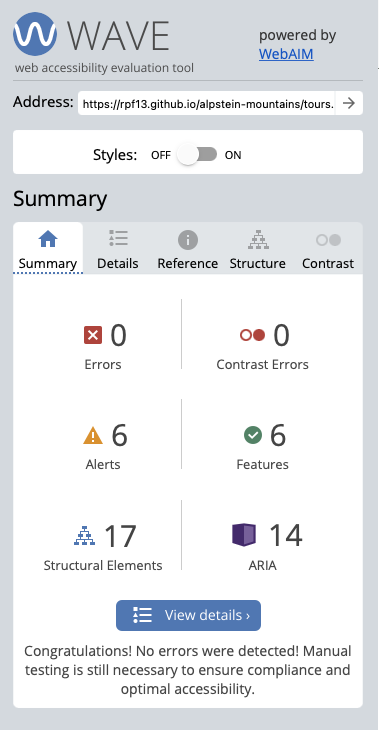 WAVE
web accessibility evaluation tool
powered by
WebAIM
Address: https://rpf13.github.io/alpstein-mountains/tours.
Styles: OFF ON
Summary
Summary Details Reference Structure Contrast
0 0
Errors Contrast Errors
6 6
Alerts Features
17 14
Structural Elements ARIA
View details ›
Congratulations! No errors were detected! Manual
testing is still necessary to ensure compliance and
optimal accessibility.